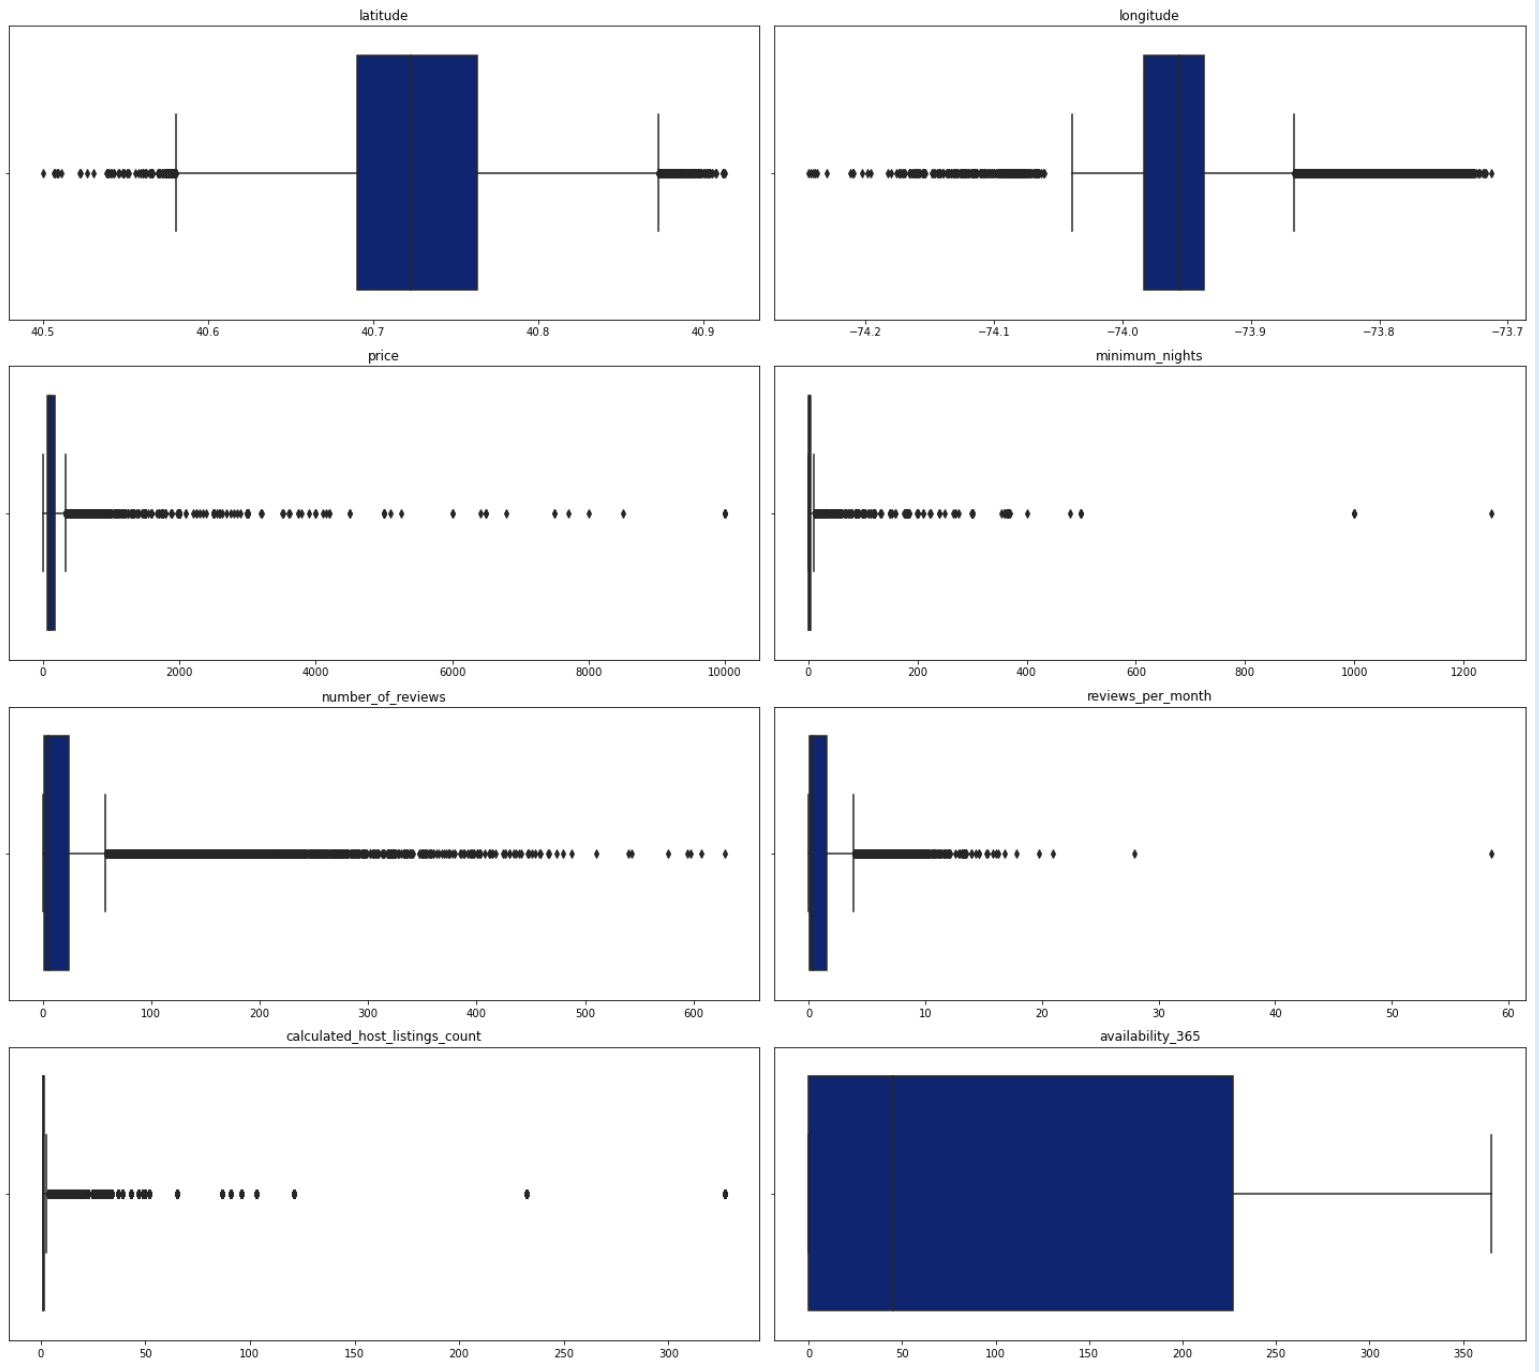 latitude
longitude
40.5 40.6 40.7 40.8 40.9
−74.2 −74.1 −74.0 −73.9 −73.8 −73.7
price
minimum_nights
0 2000 4000 6000 8000 10000
0 200 400 600 800 1000 1200
number_of_reviews
reviews_per_month
0 100 200 300 400 500 600
0 10 20 30 40 50 60
calculated_host_listings_count
availability_365
0 50 100 150 200 250 300
0 50 100 150 200 250 300 350